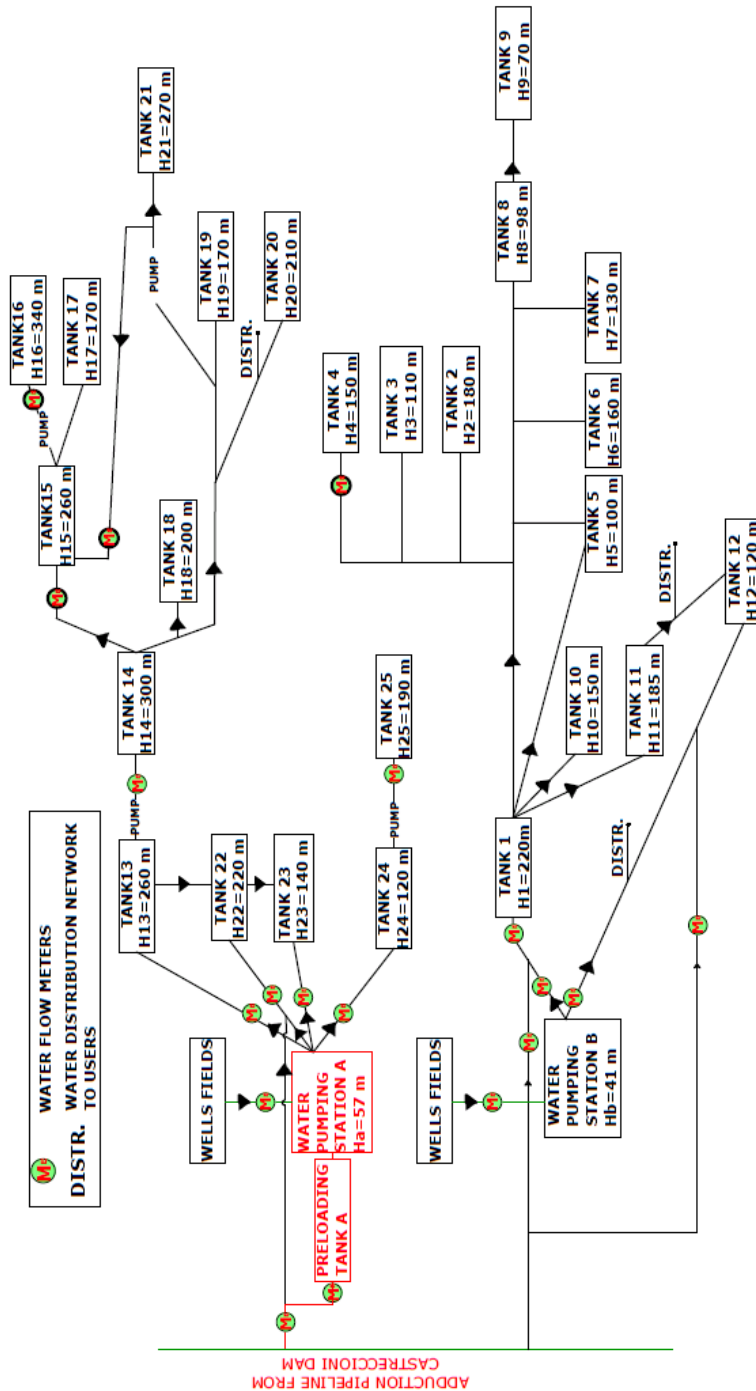 M
WATER FLOW METERS
DISTR.
WATER DISTRIBUTION NETWORK
TO USERS
ADDUCTION PIPELINE FROM
CASTRECCIONI DAM
M
M
PRELOADING
TANK A
WELLS FIELDS
M
WATER
PUMPING
STATION A
Ha=57 m
M
M
M
M
TANK13
H13=260 m
TANK 22
H22=220 m
TANK 23
H23=140 m
TANK 24
H24=120 m
PUMP
M
PUMP
M
TANK 14
H14=300 m
TANK 25
H25=190 m
M
M
TANK15
H15=260 m
TANK 18
H18=200 m
PUMP
M
TANK16
H16=340 m
TANK 17
H17=170 m
PUMP
TANK 21
H21=270 m
TANK 19
H19=170 m
DISTR.
TANK 20
H20=210 m
WELLS FIELDS
M
WATER
PUMPING
STATION B
Hb=41 m
M
M
M
M
M
TANK 1
H1=220m
DISTR.
TANK 10
H10=150 m
TANK 11
H11=185 m
DISTR.
TANK 12
H12=120 m
M
TANK 4
H4=150 m
TANK 3
H3=110 m
TANK 2
H2=180 m
TANK 5
H5=100 m
TANK 6
H6=160 m
TANK 7
H7=130 m
TANK 8
H8=98 m
TANK 9
H9=70 m